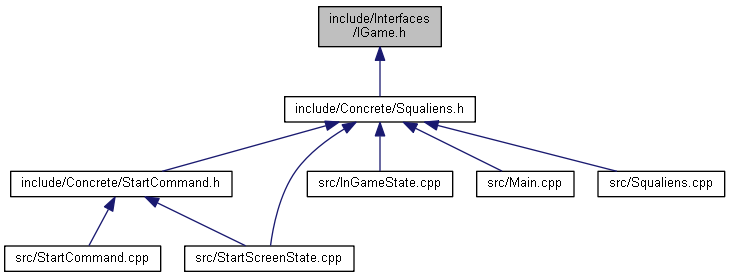 include/Interfaces
/IGame.h
include/Concrete/Squaliens.h
include/Concrete/StartCommand.h
src/InGameState.cpp
src/Main.cpp
src/Squaliens.cpp
src/StartCommand.cpp
src/StartScreenState.cpp